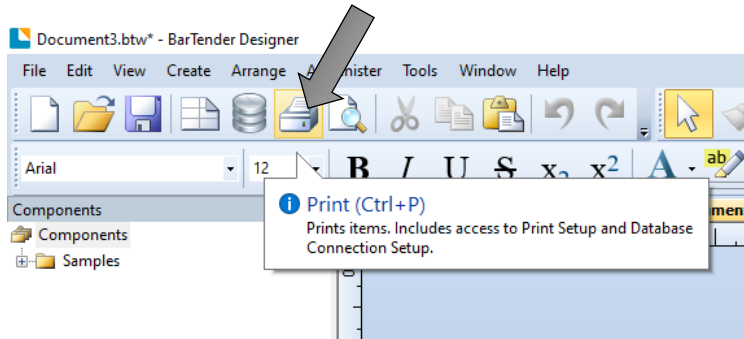 Document3.btw* - BarTender Designer
File Edit View Create Arrange Tools Window Help
Arial 12 B I U S X₂ x² A ab
Components
Print (Ctrl+P)
Components
Prints items. Includes access to Print Setup and Database
Connection Setup.
Samples